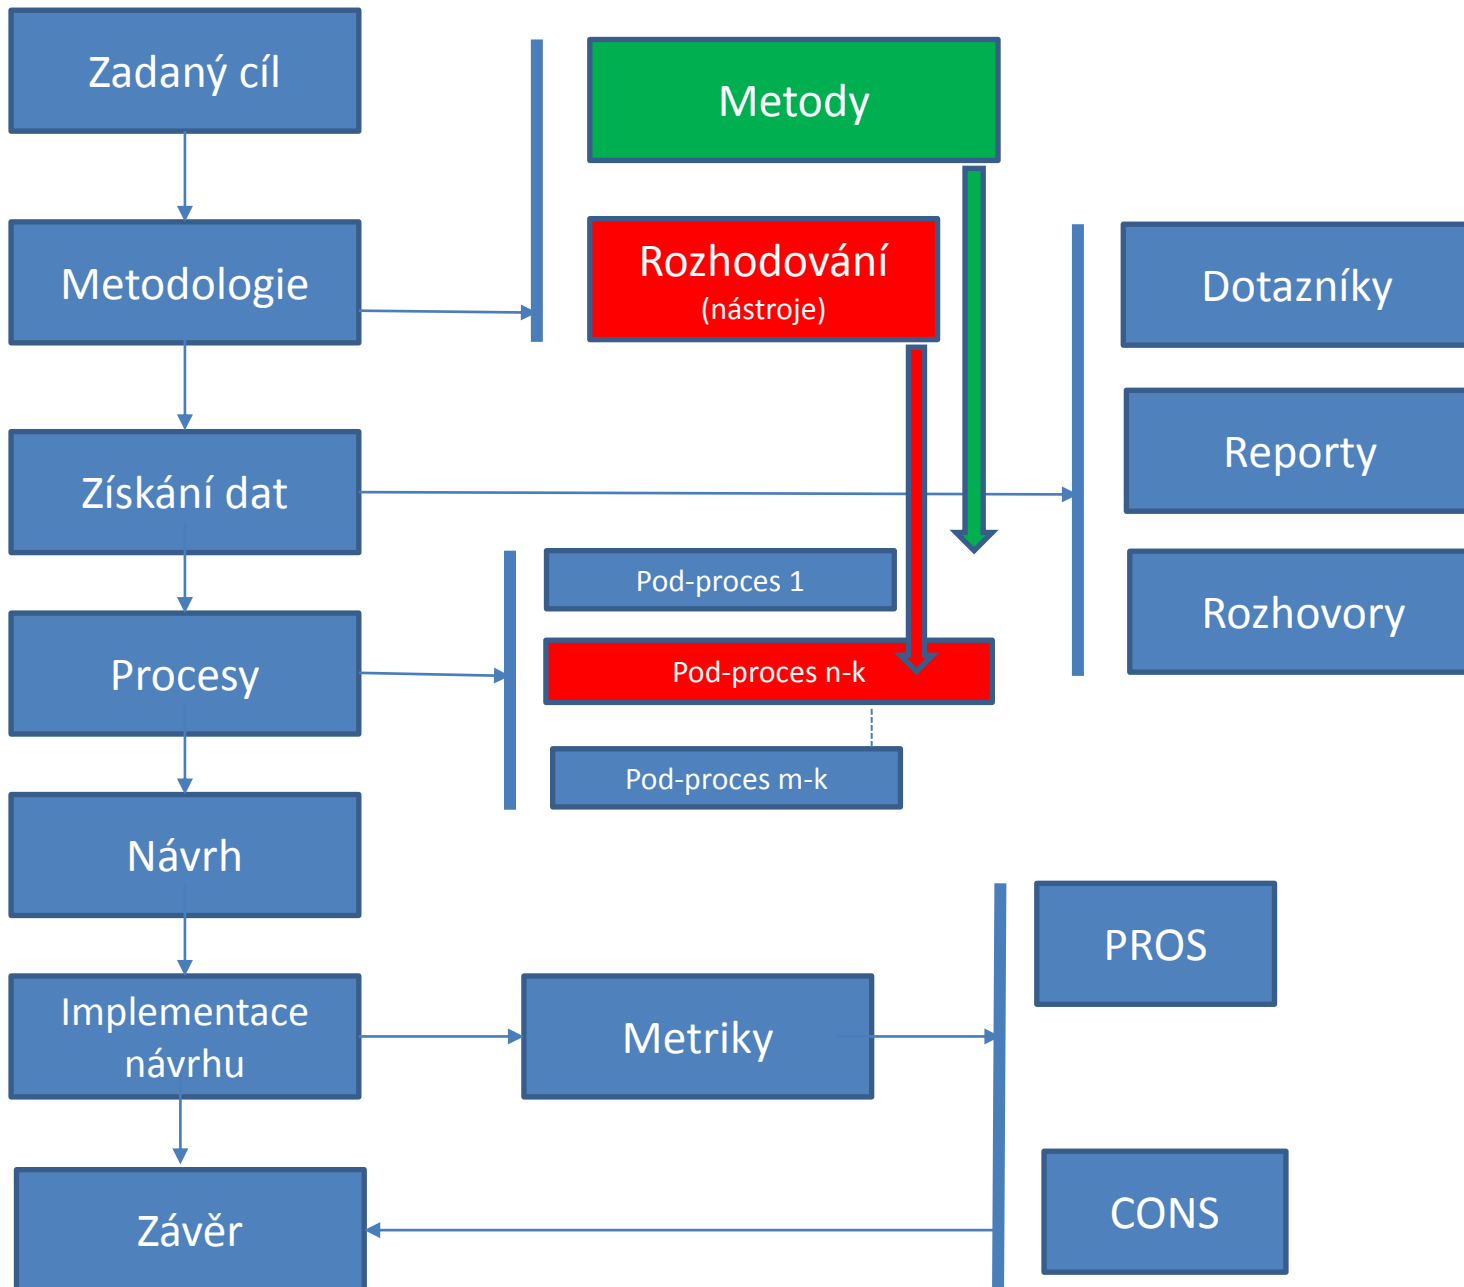 Zadaný cíl
Metody
Metodologie
Rozhodování
(nástroje)
Dotazníky
Získání dat
Reporty
Rozhovory
Procesy
Pod-proces 1
Pod-proces n-k
Pod-proces m-k
Návrh
Implementace
návrhu
Metriky
PROS
CONS
Závěr